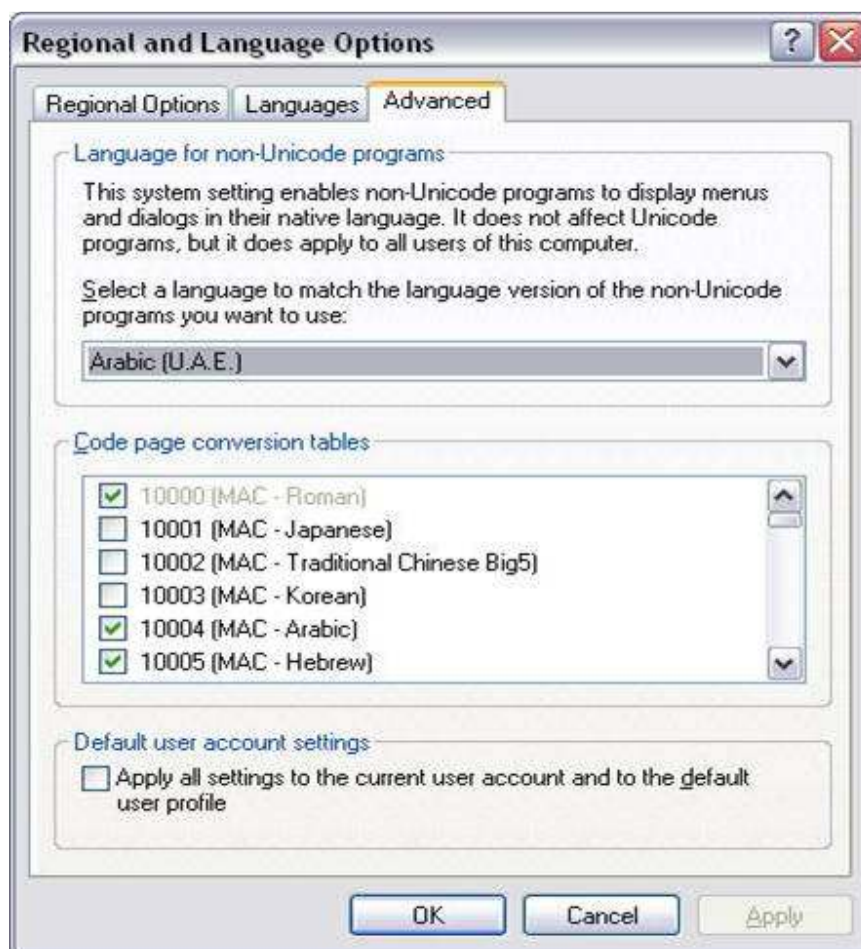 Regional and Language Options
Regional Options Languages Advanced
Language for non-Unicode programs
This system setting enables non-Unicode programs to display menus
and dialogs in their native language. It does not affect Unicode
programs, but it does apply to all users of this computer.
Select a language to match the language version of the non-Unicode
programs you want to use:
Arabic (U.A.E.)
Code page conversion tables
10000 (MAC - Roman)
10001 (MAC - Japanese)
10002 (MAC - Traditional Chinese Big5)
10003 (MAC - Korean)
10004 (MAC - Arabic)
10005 (MAC - Hebrew)
Default user account settings
Apply all settings to the current user account and to the default
user profile
OK Cancel Apply